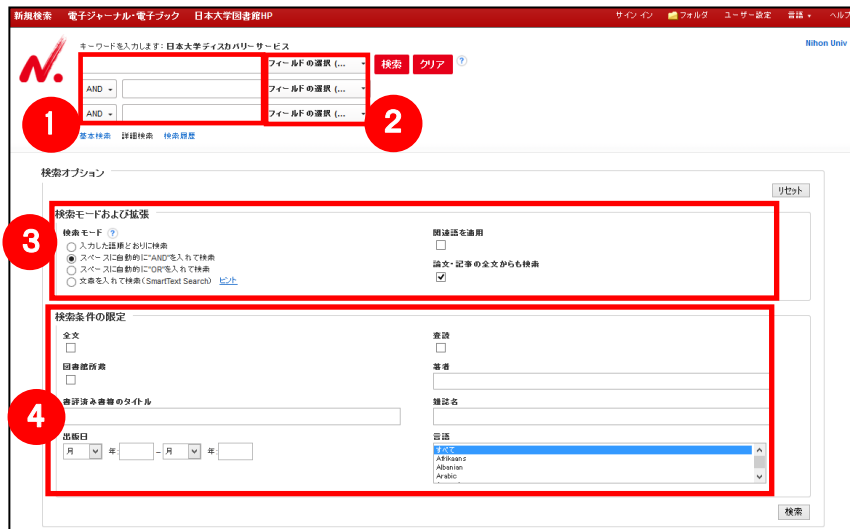 新規検索 電子ジャーナル・電子ブック 日本大学図書館HP サインイン フォルダ ユーザー設定 言語 ヘルプ
キーワードを入力します: 日本大学ディスカバリーサービス
Nihon Univ
N.
フィールドの選択 (... 検索 クリア ?
AND フィールドの選択 (...
AND フィールドの選択 (...
1
2
基本検索 詳細検索 検索履歴
検索オプション
リセット
検索モードおよび拡張
3
検索モード ?
入力した語順どおりに検索
スペースに自動的に"AND"を入れて検索
スペースに自動的に"OR"を入れて検索
文章を入れて検索(SmartText Search) ヒント
関連語を適用
論文・記事の全文からも検索
検索条件の限定
全文
査読
図書館所蔵
著者
4
書評済み書籍のタイトル
雑誌名
出版日
月 年: – 月 年:
言語
すべて
Afrikaans
Albanian
Arabic
検索